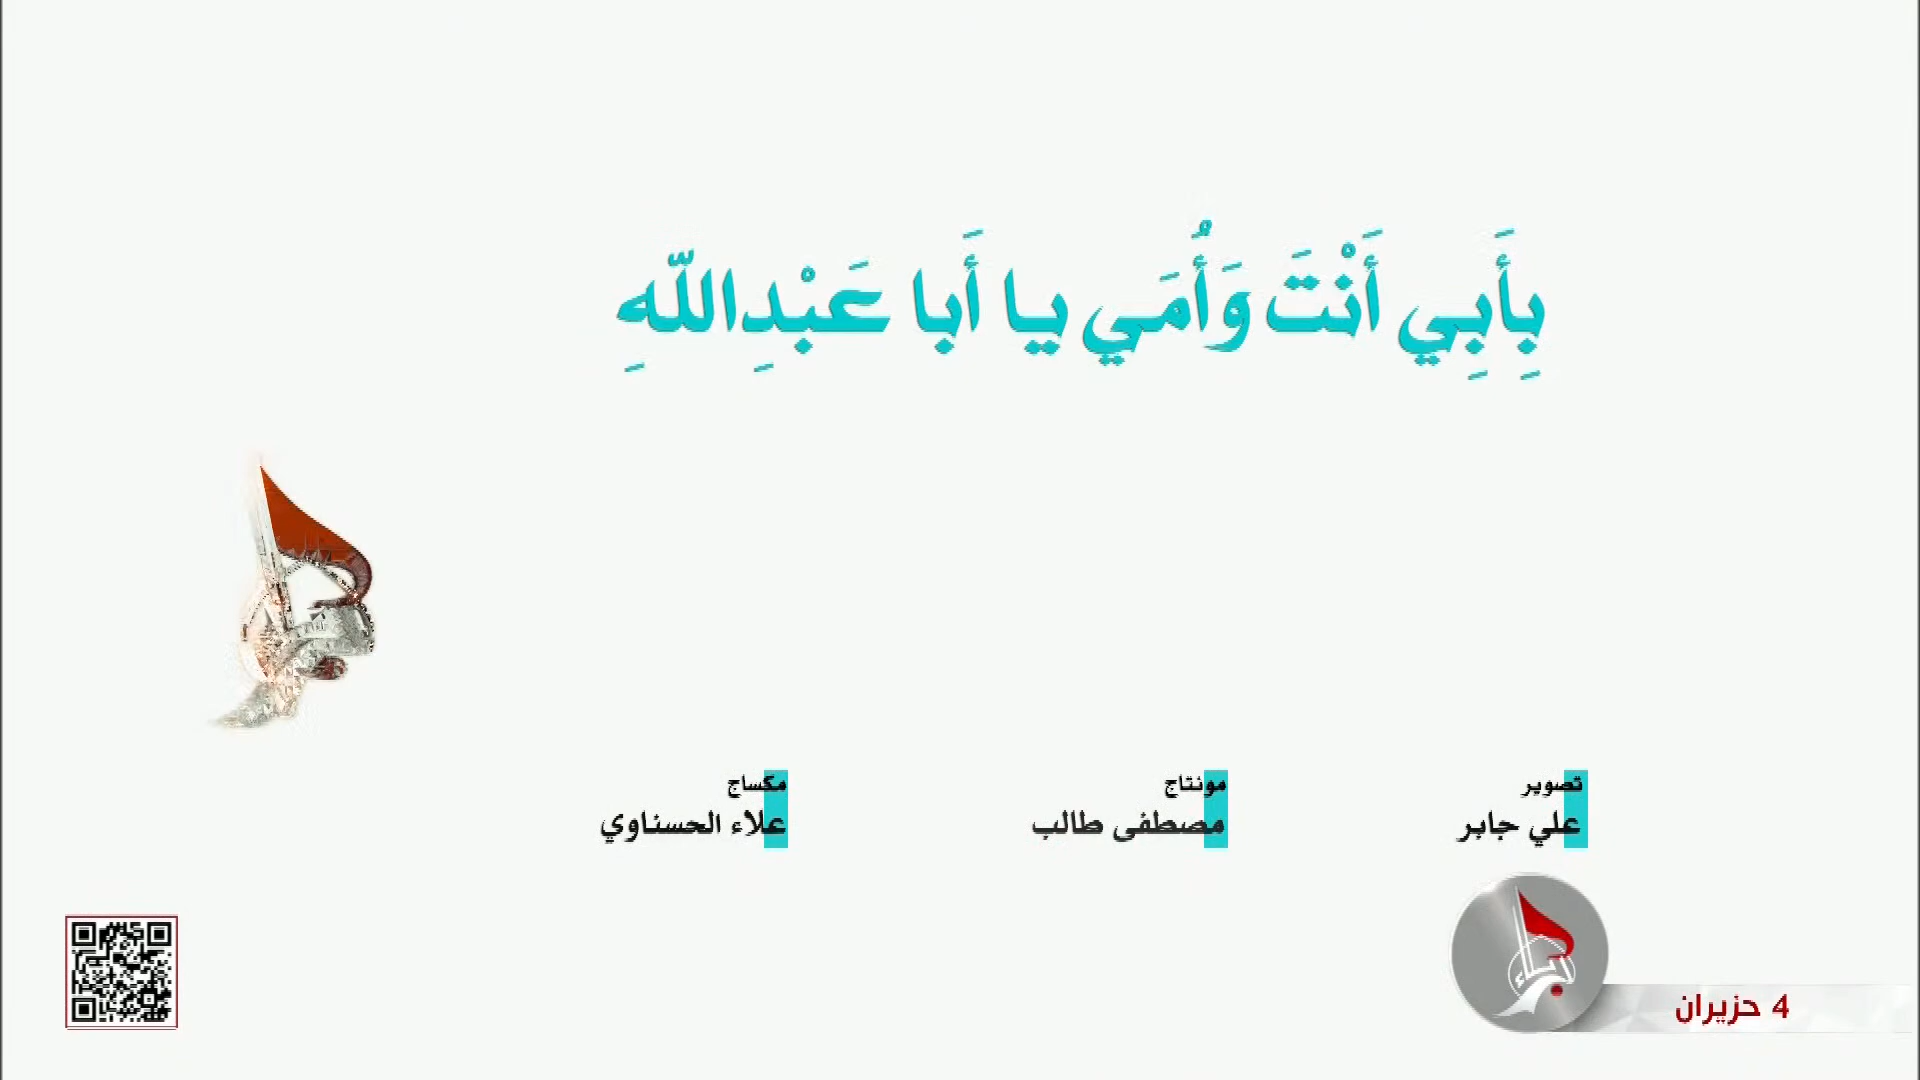 بِأَبِي أَنْتَ وَأُمَي يا أَبا عَبْدِاللّهِ
تصوير
علي جابر
مونتاج
مصطفى طالب
مكساج
علاء الحسناوي
4 حزيران